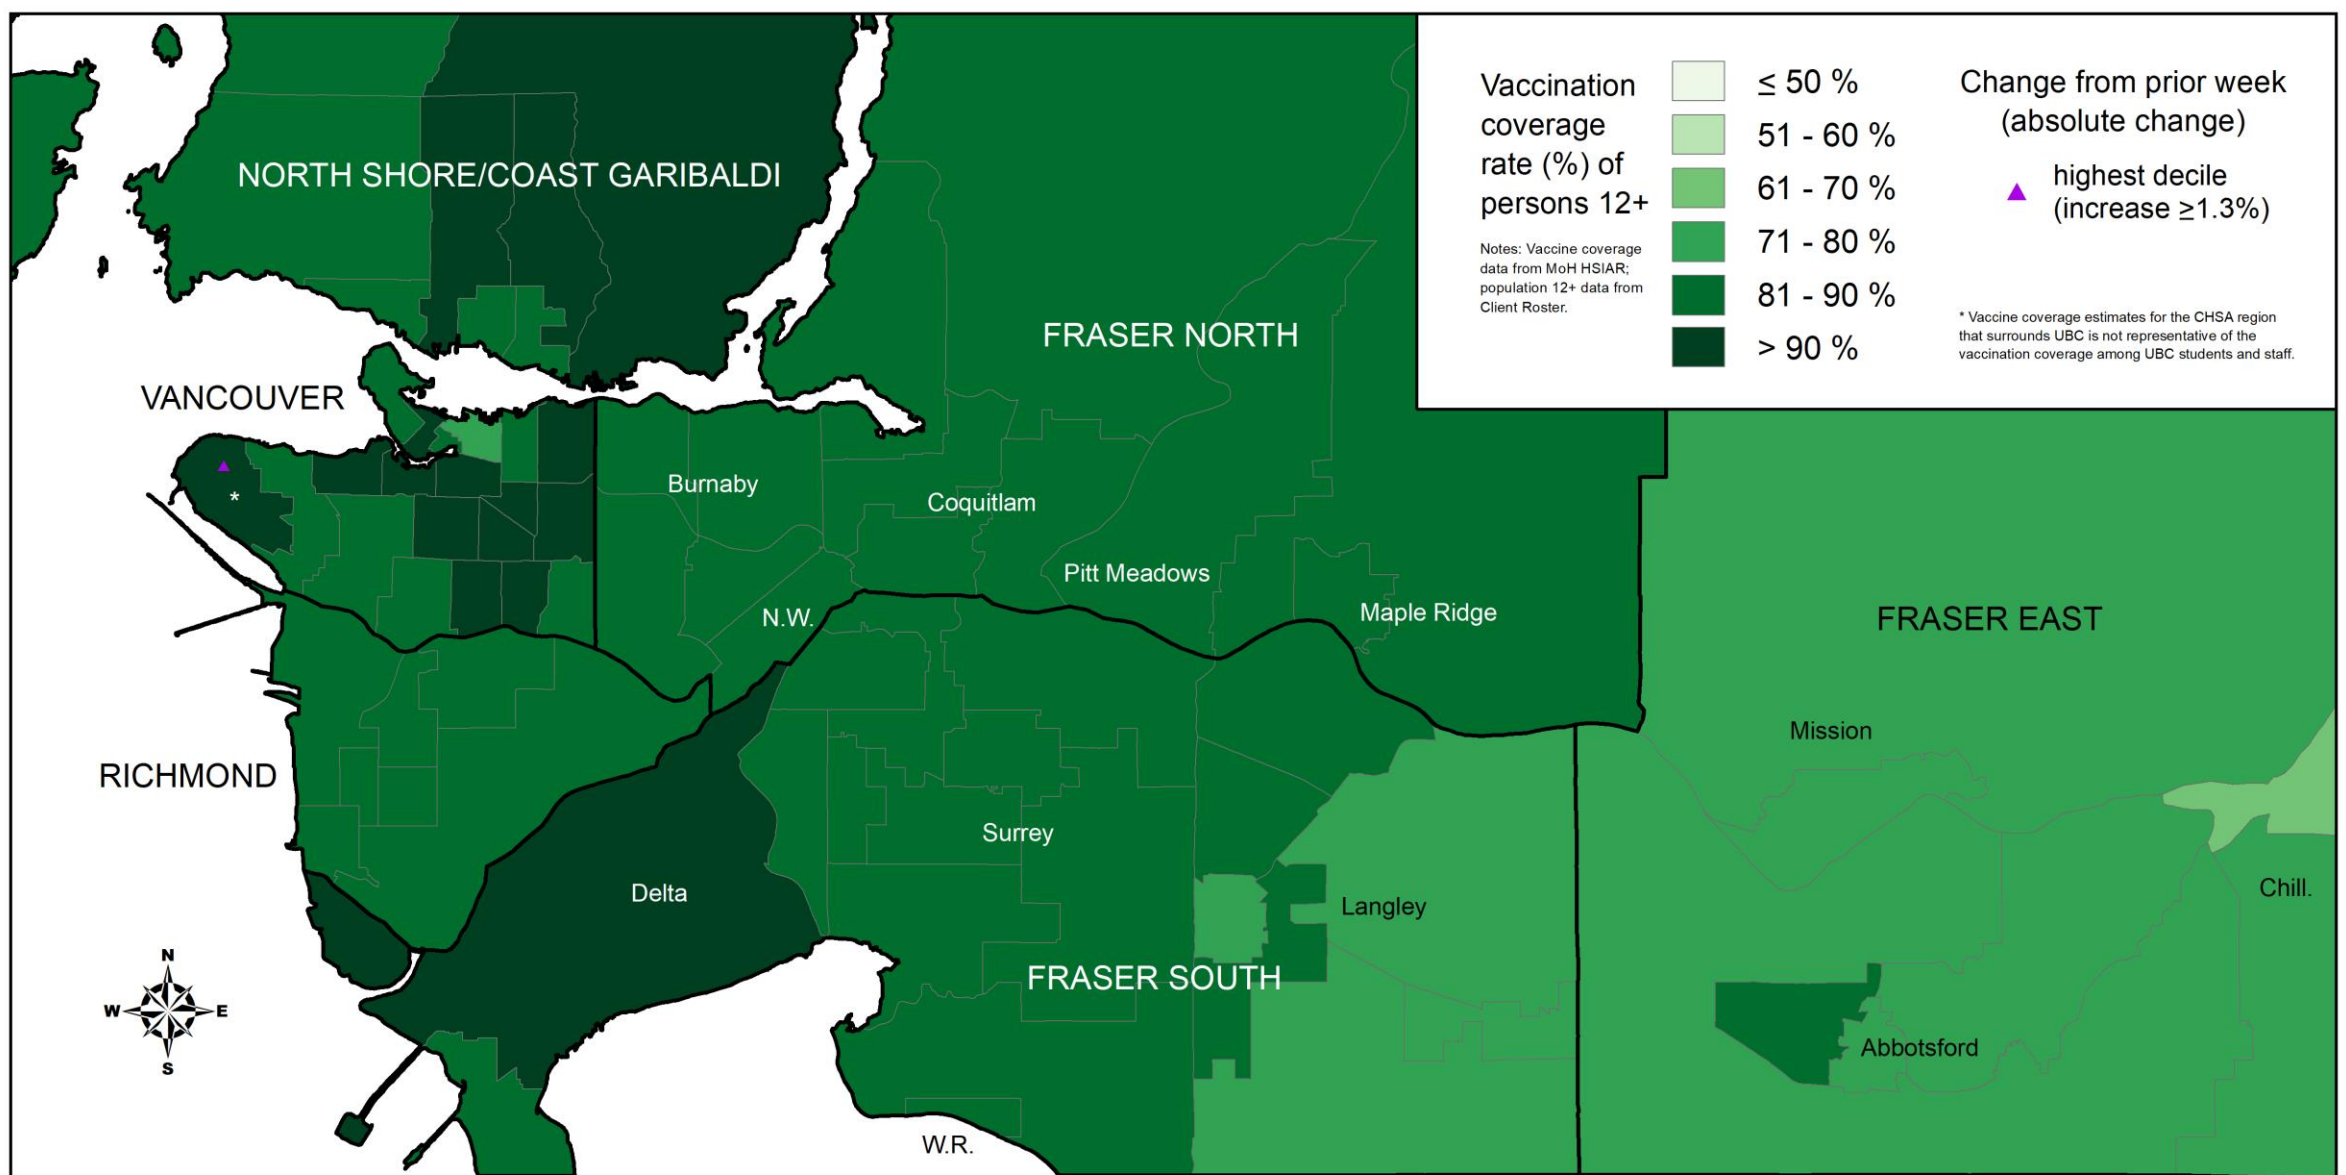 NORTH SHORE/COAST GARIBALDI
VANCOUVER
FRASER NORTH
Burnaby
Coquitlam
Pitt Meadows
N.W.
Maple Ridge
FRASER EAST
Mission
RICHMOND
Surrey
Delta
Langley
Chill.
FRASER SOUTH
Abbotsford
W.R.
N
W
E
S
*
Vaccination
coverage
rate (%) of
persons 12+
Notes: Vaccine coverage
data from MoH HSIAR;
population 12+ data from
Client Roster.
≤ 50 %
51 - 60 %
61 - 70 %
71 - 80 %
81 - 90 %
> 90 %
Change from prior week
(absolute change)
highest decile
(increase ≥1.3%)
* Vaccine coverage estimates for the CHSA region
that surrounds UBC is not representative of the
vaccination coverage among UBC students and staff.